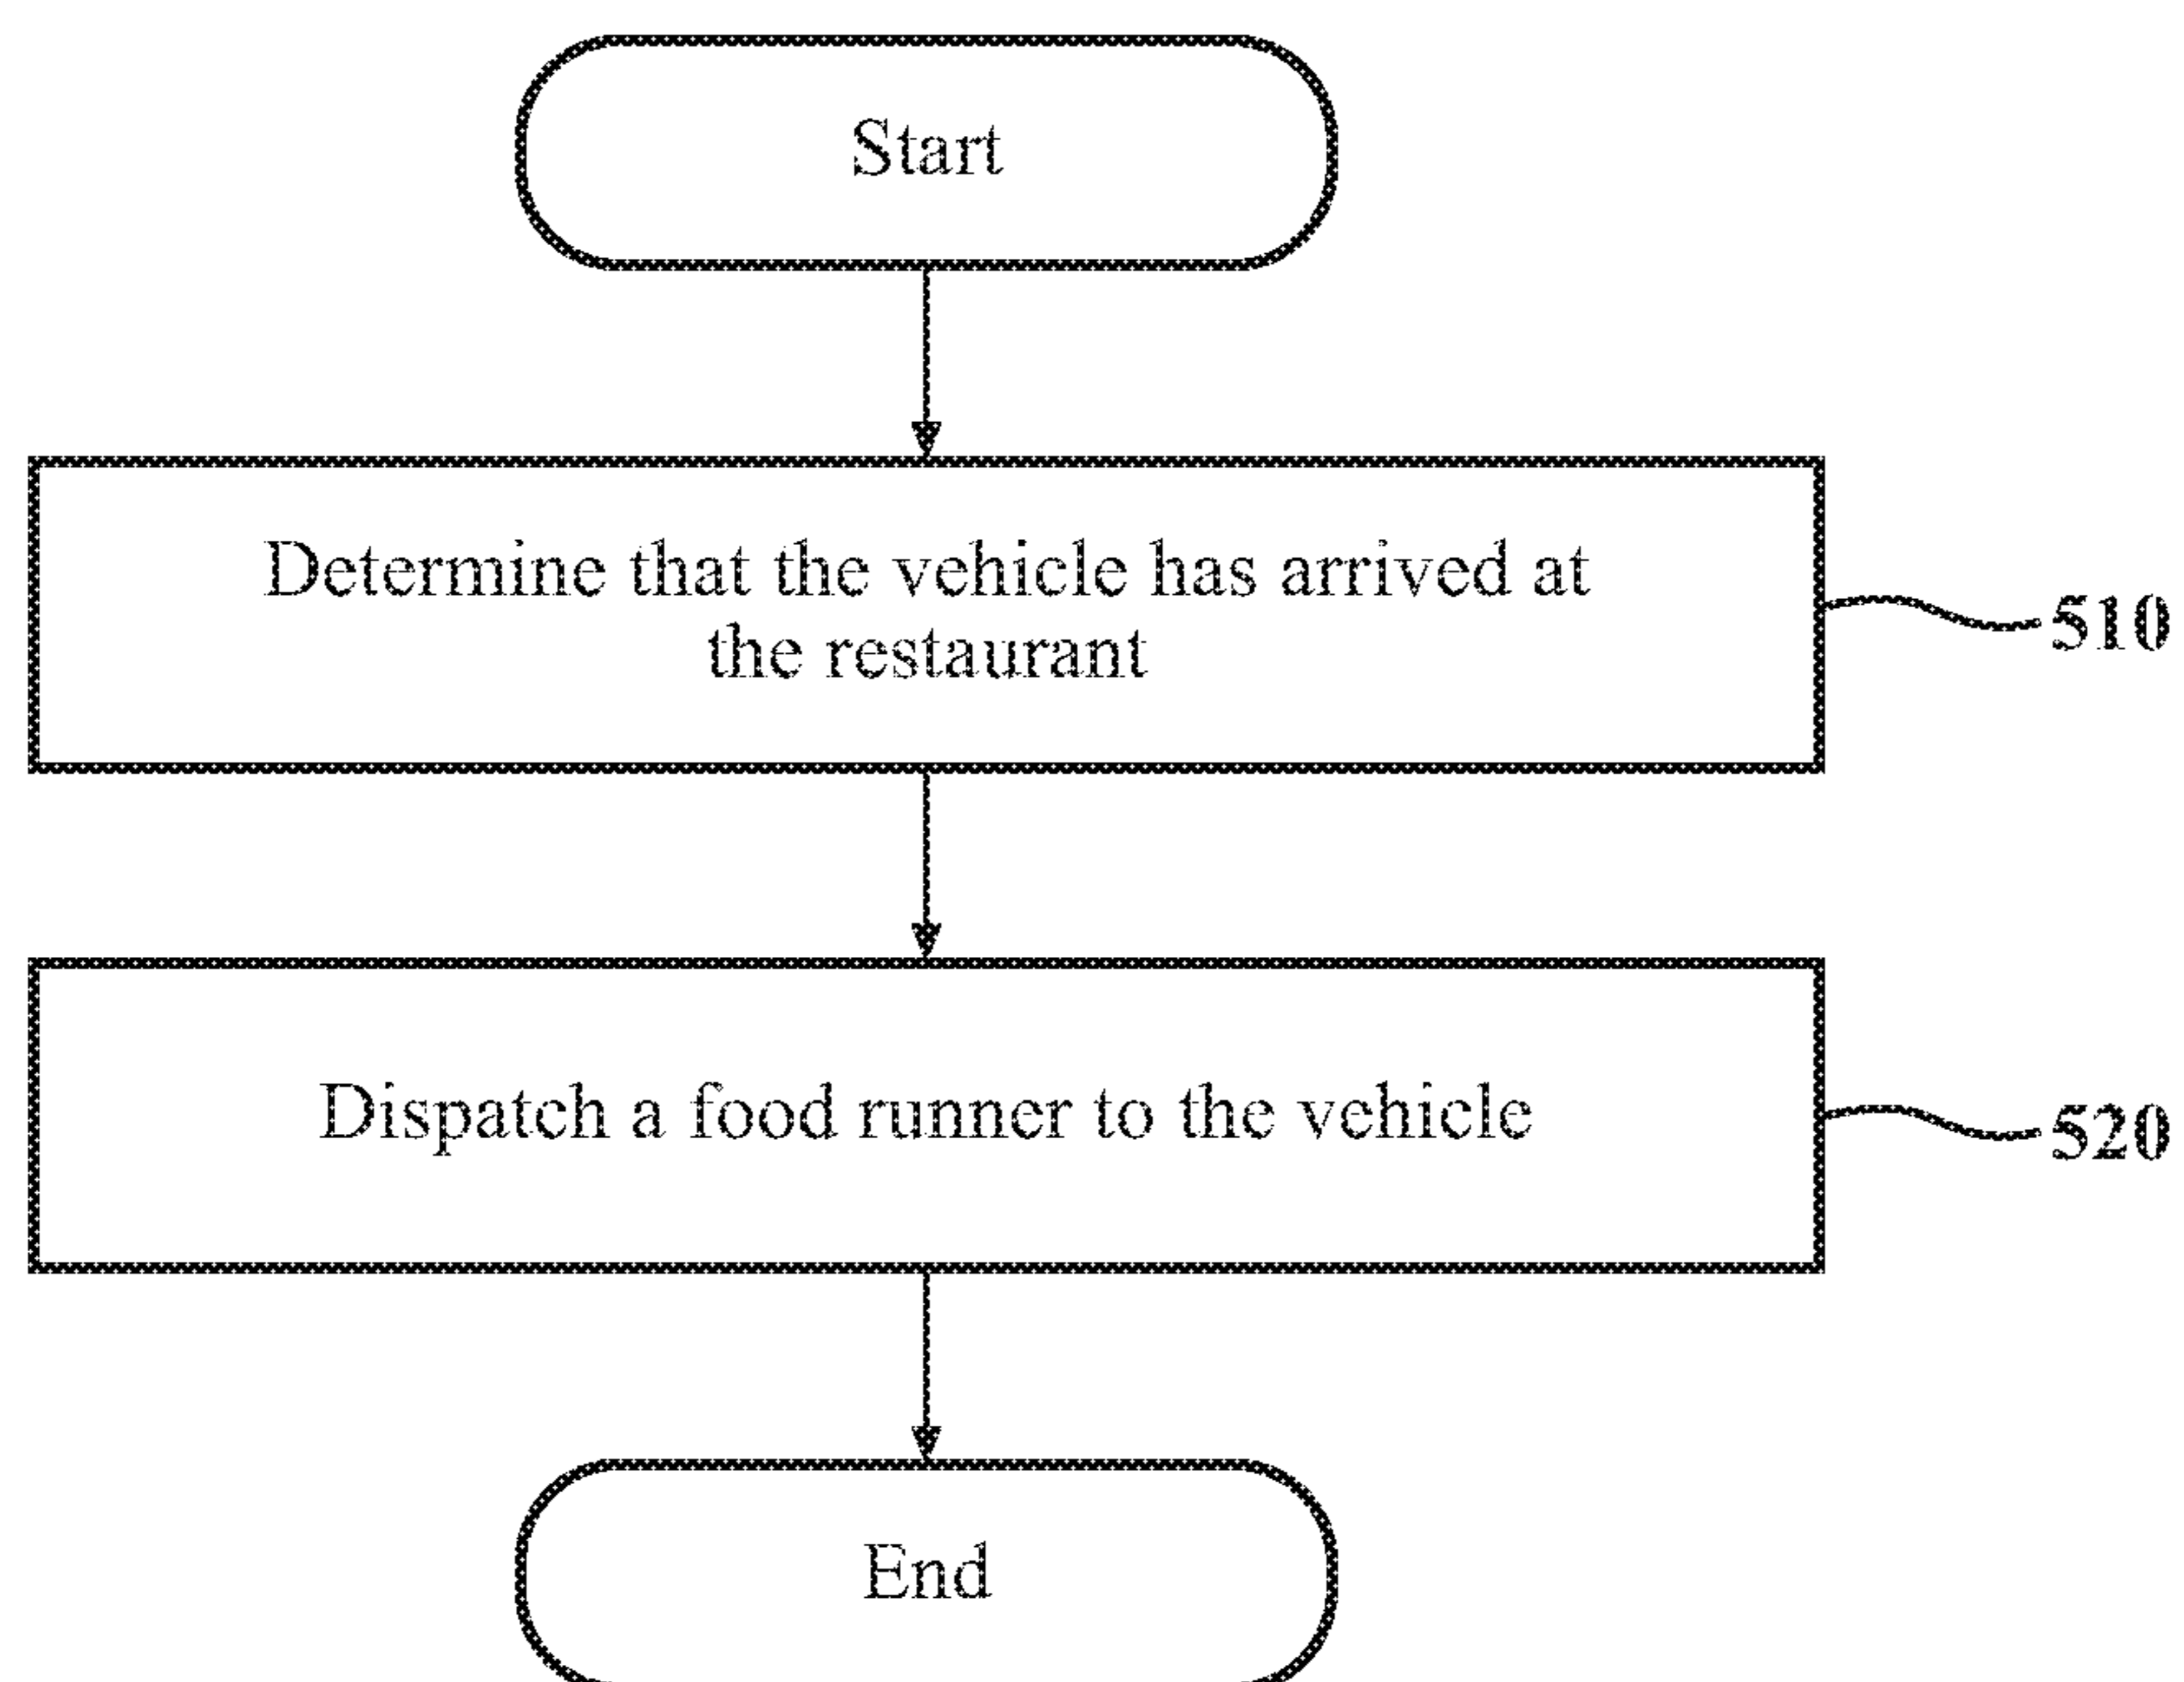 Start
Determine that the vehicle has arrived at
the restaurant
510
Dispatch a food runner to the vehicle
520
End